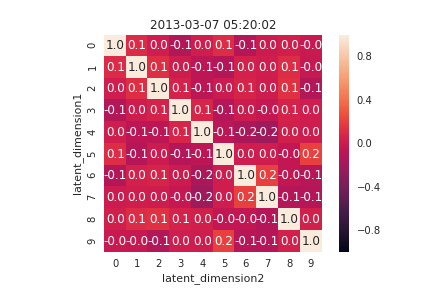 2013-03-07 05:20:02
latent_dimension1
0 1.0 0.1 0.0 -0.1 0.0 0.1 -0.1 0.0 0.0 -0.0
1 0.1 1.0 0.1 0.0 -0.1 -0.1 0.0 0.0 0.1 -0.0
2 0.0 0.1 1.0 0.1 -0.1 0.0 0.1 0.0 0.1 -0.1
3 -0.1 0.0 0.1 1.0 0.1 -0.1 0.0 -0.0 0.1 0.0
4 0.0 -0.1 -0.1 0.1 1.0 -0.1 -0.2 -0.2 0.0 0.0
5 0.1 -0.1 0.0 -0.1 -0.1 1.0 0.0 0.0 -0.0 0.2
6 -0.1 0.0 0.1 0.0 -0.2 0.0 1.0 0.2 -0.0 -0.1
7 0.0 0.0 0.0 -0.0 -0.2 0.0 0.2 1.0 -0.1 -0.1
8 0.0 0.1 0.1 0.1 0.0 -0.0 -0.0 -0.1 1.0 0.0
9 -0.0 -0.0 -0.1 0.0 0.0 0.2 -0.1 -0.1 0.0 1.0
0 1 2 3 4 5 6 7 8 9
latent_dimension2
0.8
0.4
0.0
−0.4
−0.8